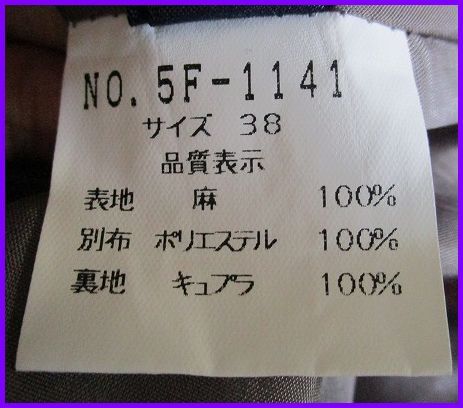 NO. 5F-1141
サイズ 38
品質表示
表地 麻 100%
別布 ポリエステル 100%
裏地 キュプラ 100%